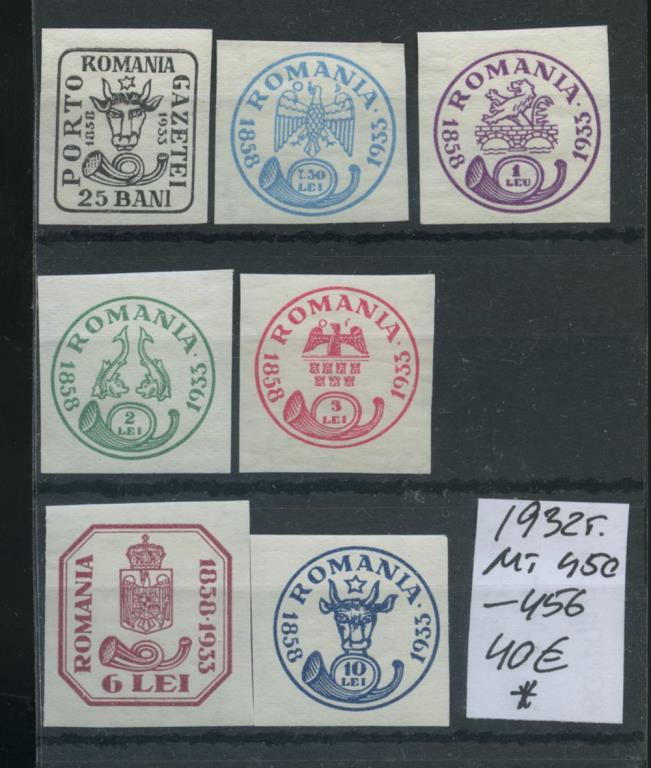 ROMANIA
PORTO
GAZETEI
1858
1933
25 BANI
ROMANIA
1858
1933
7.50
LEI
ROMANIA
1858
1933
1
LEU
ROMANIA
1858
1933
2
LEI
ROMANIA
1858
1933
3
LEI
ROMANIA
1858·1933
6 LEI
ROMANIA
1858
1933
10
LEI
1932г.
Mi 450
-456
40€
*